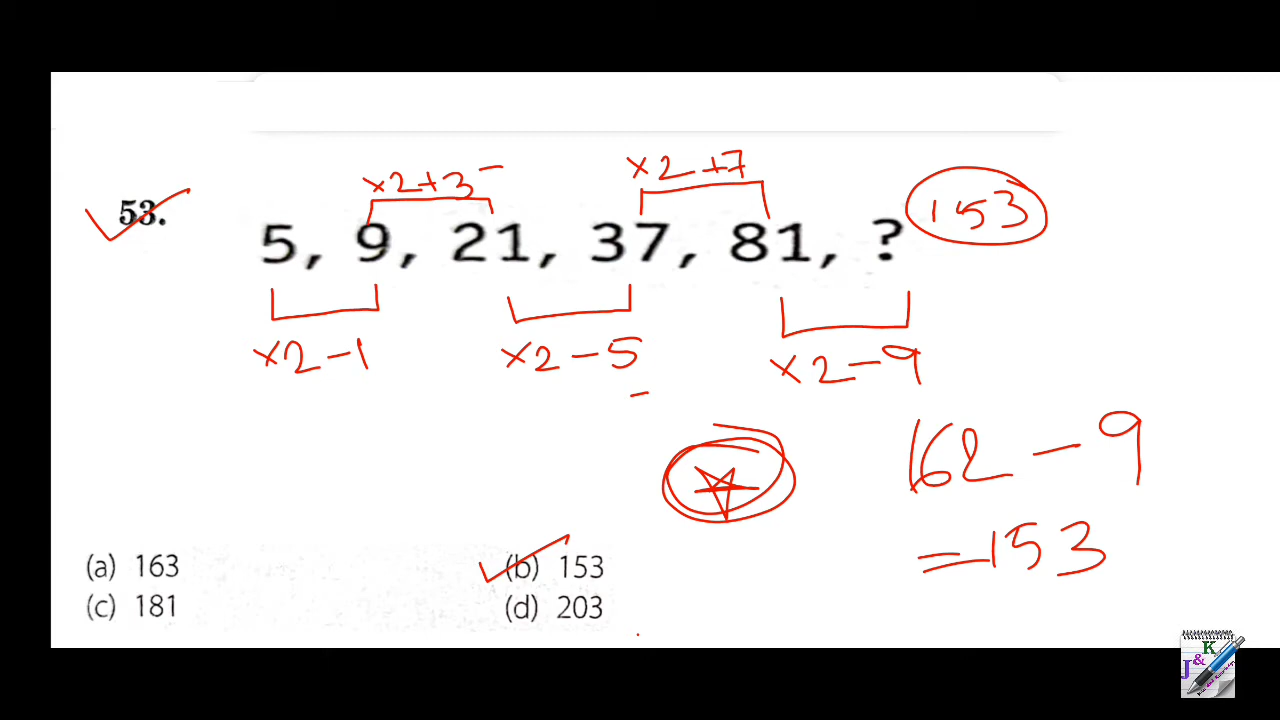 ×2+3 ×2+7
53. 5, 9, 21, 37, 81, ? 153
×2-1 ×2-5 ×2-9
162-9
=153
(a) 163 (b) 153
(c) 181 (d) 203
J&K